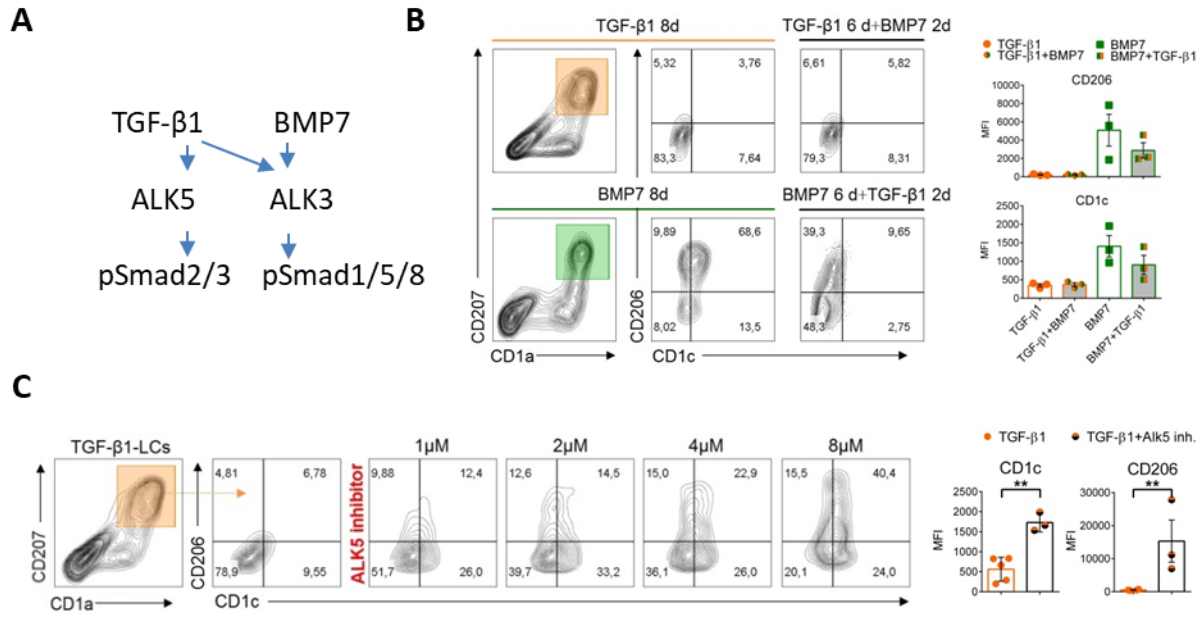 A
TGF-β1 BMP7
ALK5 ALK3
pSmad2/3 pSmad1/5/8
B
TGF-β1 8d TGF-β1 6 d+BMP7 2d
5,32 3,76 6,61 5,82
83,3 7,64 79,3 8,31
BMP7 8d BMP7 6 d+TGF-β1 2d
9,89 68,6 39,3 9,65
8,02 13,5 48,3 2,75
CD207
CD206
CD1a CD1c
TGF-β1 BMP7
TGF-β1+BMP7 BMP7+TGF-β1
CD206
MFI
10000
8000
6000
4000
2000
0
CD1c
MFI
2500
2000
1500
1000
500
0
TGF-β1
TGF-β1+BMP7
BMP7
BMP7+TGF-β1
C
TGF-β1-LCs 1µM 2µM 4µM 8µM
CD207
CD206
ALK5 inhibitor
4,81 6,78 9,88 12,4 12,6 14,5 15,0 22,9 15,5 40,4
78,9 9,55 51,7 26,0 39,7 33,2 36,1 26,0 20,1 24,0
CD1a CD1c
TGF-β1 TGF-β1+Alk5 inh.
CD1c
**
MFI
2500
2000
1500
1000
500
0
CD206
**
MFI
30000
20000
10000
0